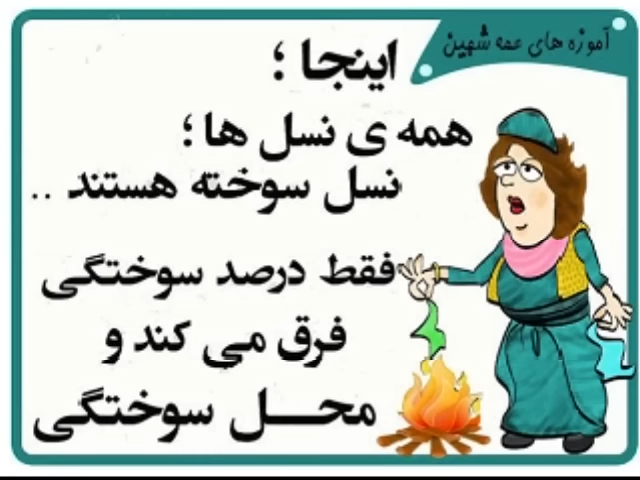 آموزه های عمه شهین
اینجا ؛
همه ی نسل ها ؛
نسل سوخته هستند ..
فقط درصد سوختگی
فرق می کند و
محـــل سوختگی